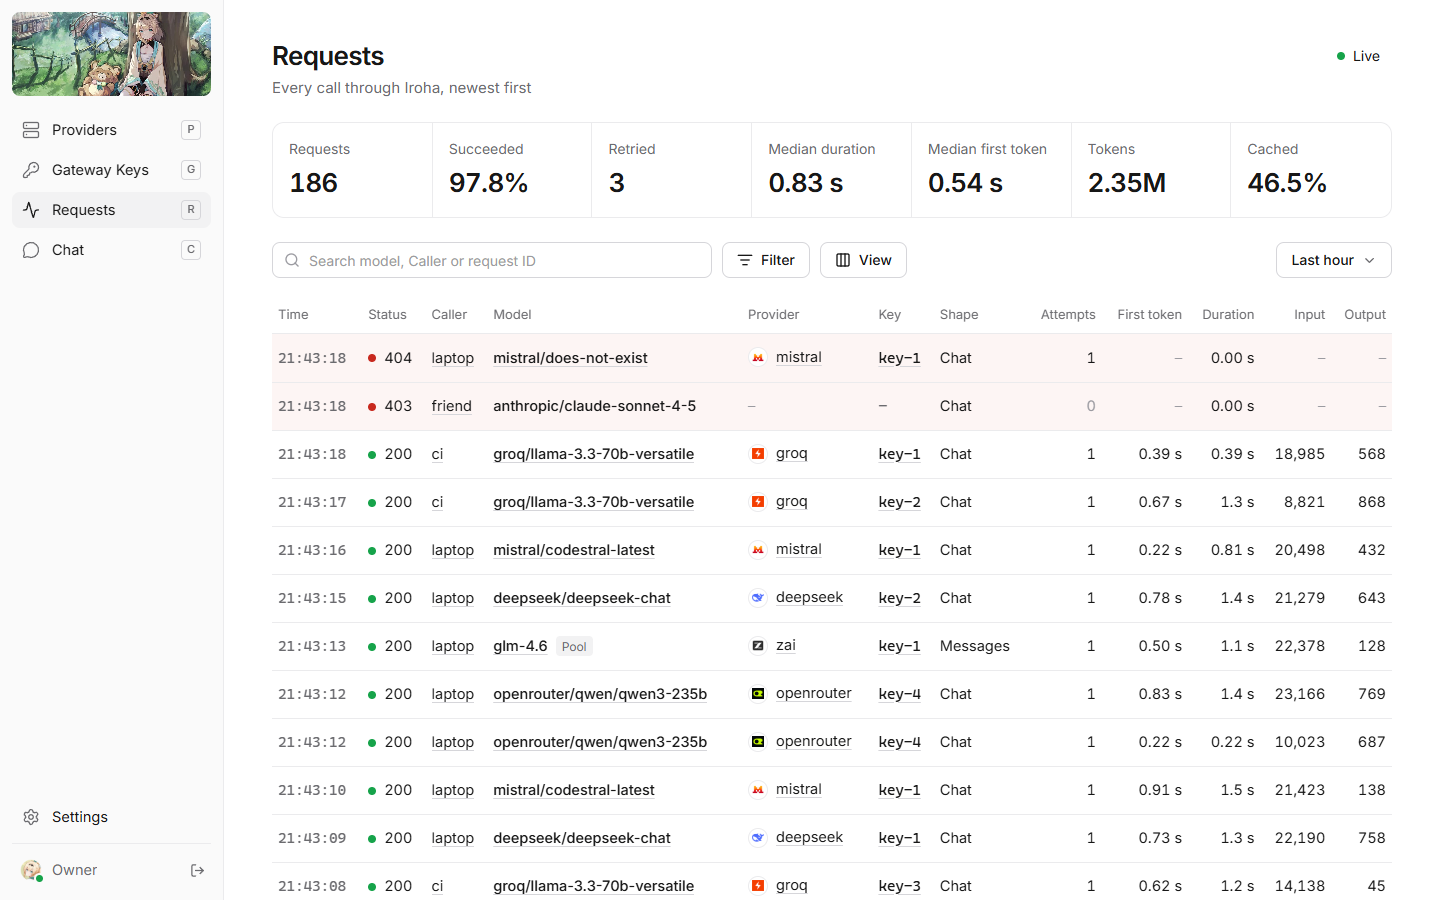 Providers P
Gateway Keys G
Requests R
Chat C
Settings
Owner
Requests
Every call through Iroha, newest first
Live
Requests Succeeded Retried Median duration Median first token Tokens Cached
186 97.8% 3 0.83 s 0.54 s 2.35M 46.5%
Search model, Caller or request ID Filter View Last hour
Time Status Caller Model Provider Key Shape Attempts First token Duration Input Output
21:43:18 404 laptop mistral/does-not-exist mistral key-1 Chat 1 – 0.00 s – –
21:43:18 403 friend anthropic/claude-sonnet-4-5 – – Chat 0 – 0.00 s – –
21:43:18 200 ci groq/llama-3.3-70b-versatile groq key-1 Chat 1 0.39 s 0.39 s 18,985 568
21:43:17 200 ci groq/llama-3.3-70b-versatile groq key-2 Chat 1 0.67 s 1.3 s 8,821 868
21:43:16 200 laptop mistral/codestral-latest mistral key-1 Chat 1 0.22 s 0.81 s 20,498 432
21:43:15 200 laptop deepseek/deepseek-chat deepseek key-2 Chat 1 0.78 s 1.4 s 21,279 643
21:43:13 200 laptop glm-4.6 Pool zai key-1 Messages 1 0.50 s 1.1 s 22,378 128
21:43:12 200 laptop openrouter/qwen/qwen3-235b openrouter key-4 Chat 1 0.83 s 1.4 s 23,166 769
21:43:12 200 laptop openrouter/qwen/qwen3-235b openrouter key-4 Chat 1 0.22 s 0.22 s 10,023 687
21:43:10 200 laptop mistral/codestral-latest mistral key-1 Chat 1 0.91 s 1.5 s 21,423 138
21:43:09 200 laptop deepseek/deepseek-chat deepseek key-1 Chat 1 0.73 s 1.3 s 22,190 758
21:43:08 200 ci groq/llama-3.3-70b-versatile groq key-3 Chat 1 0.62 s 1.2 s 14,138 45